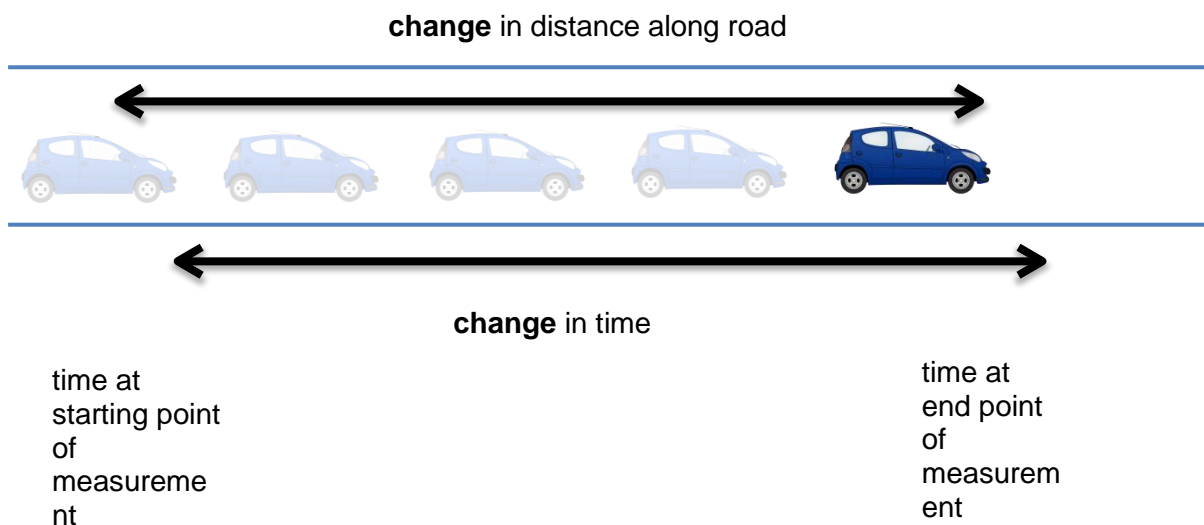 change in distance along road
change in time
time at
starting point
of
measureme
nt
time at
end point
of
measurem
ent